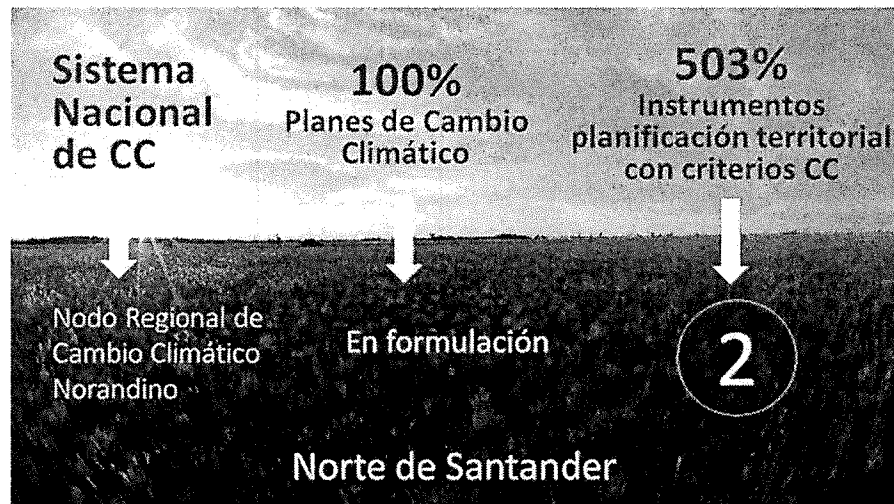 Sistema
Nacional
de CC
100%
Planes de Cambio
Climático
503%
Instrumentos
planificación territorial
con criterios CC
Nodo Regional de
Cambio Climático
Norandino
En formulación
2
Norte de Santander